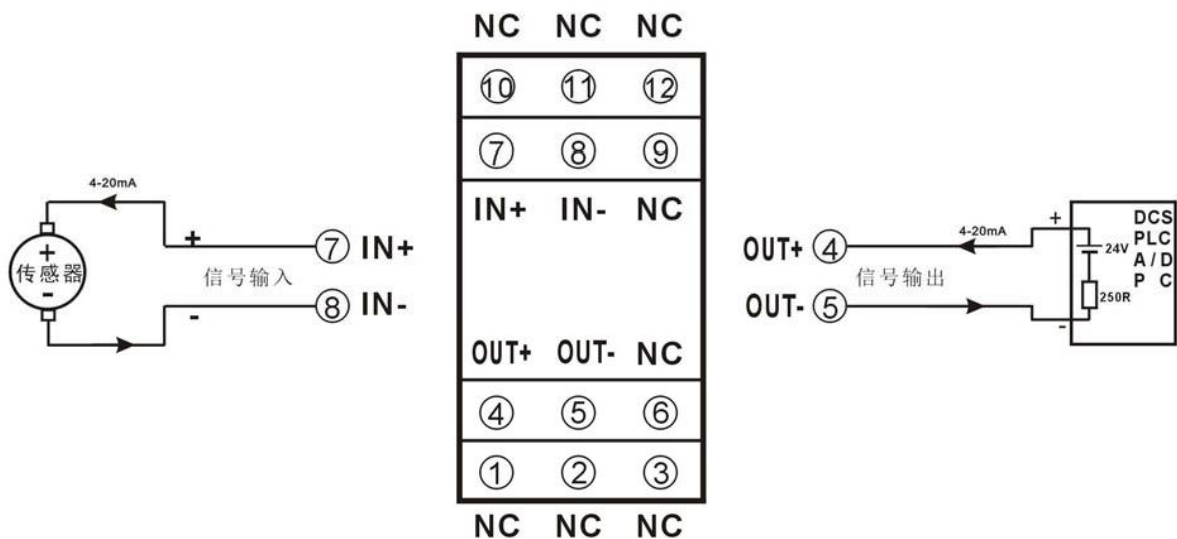 NC NC NC
⑩ ⑪ ⑫
⑦ ⑧ ⑨
IN+ IN- NC
4-20mA
+
传感器
-
+
信号输入
-
⑦ IN+
⑧ IN-
OUT+ ④
信号输出
OUT- ⑤
4-20mA
+
-
24V
250R
DCS
PLC
A/D
P C
OUT+ OUT- NC
④ ⑤ ⑥
① ② ③
NC NC NC